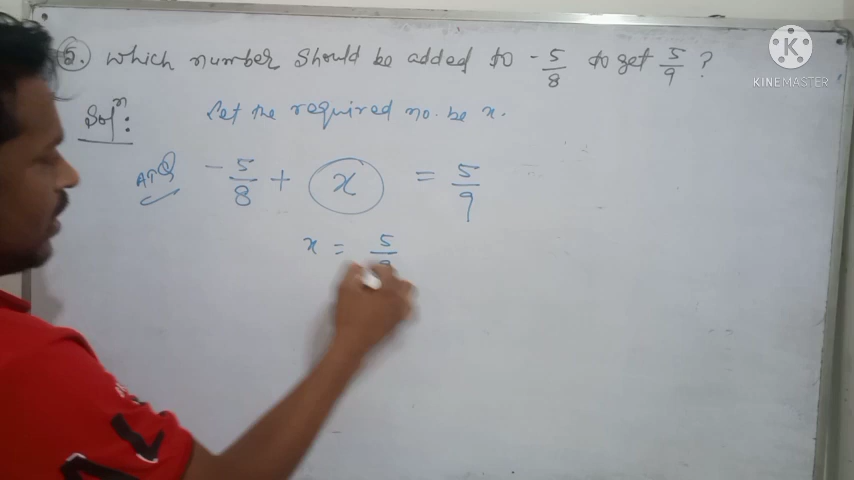 5. Which number should be added to -5/8 to get 5/9 ?
Solⁿ: Let the required no. be x.
ATQ -5/8 + x = 5/9
x = 5/9
KINEMASTER